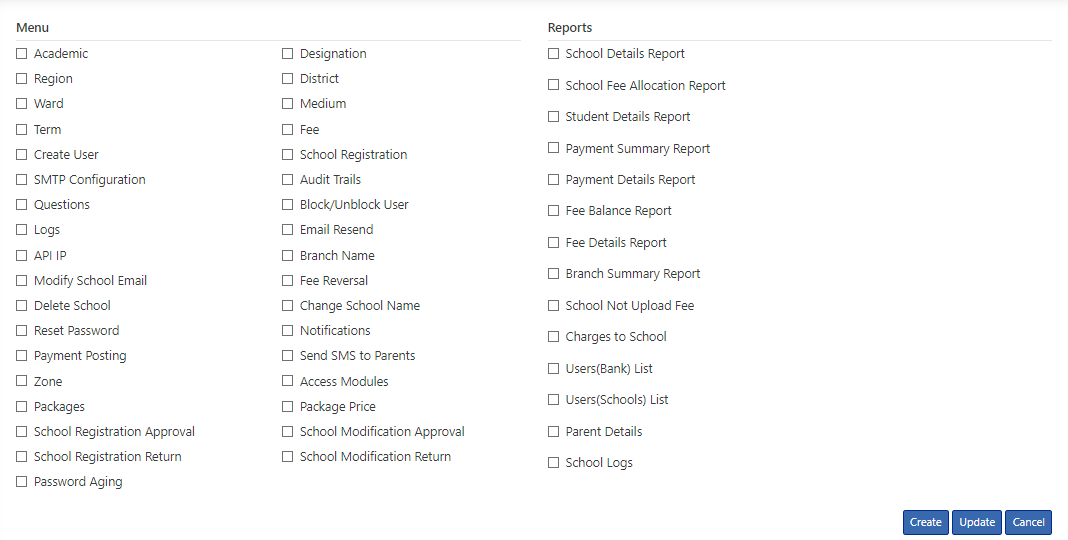 Menu
Academic
Designation
Region
District
Ward
Medium
Term
Fee
Create User
School Registration
SMTP Configuration
Audit Trails
Questions
Block/Unblock User
Logs
Email Resend
API IP
Branch Name
Modify School Email
Fee Reversal
Delete School
Change School Name
Reset Password
Notifications
Payment Posting
Send SMS to Parents
Zone
Access Modules
Packages
Package Price
School Registration Approval
School Modification Approval
School Registration Return
School Modification Return
Password Aging
Reports
School Details Report
School Fee Allocation Report
Student Details Report
Payment Summary Report
Payment Details Report
Fee Balance Report
Fee Details Report
Branch Summary Report
School Not Upload Fee
Charges to School
Users(Bank) List
Users(Schools) List
Parent Details
School Logs
Create
Update
Cancel